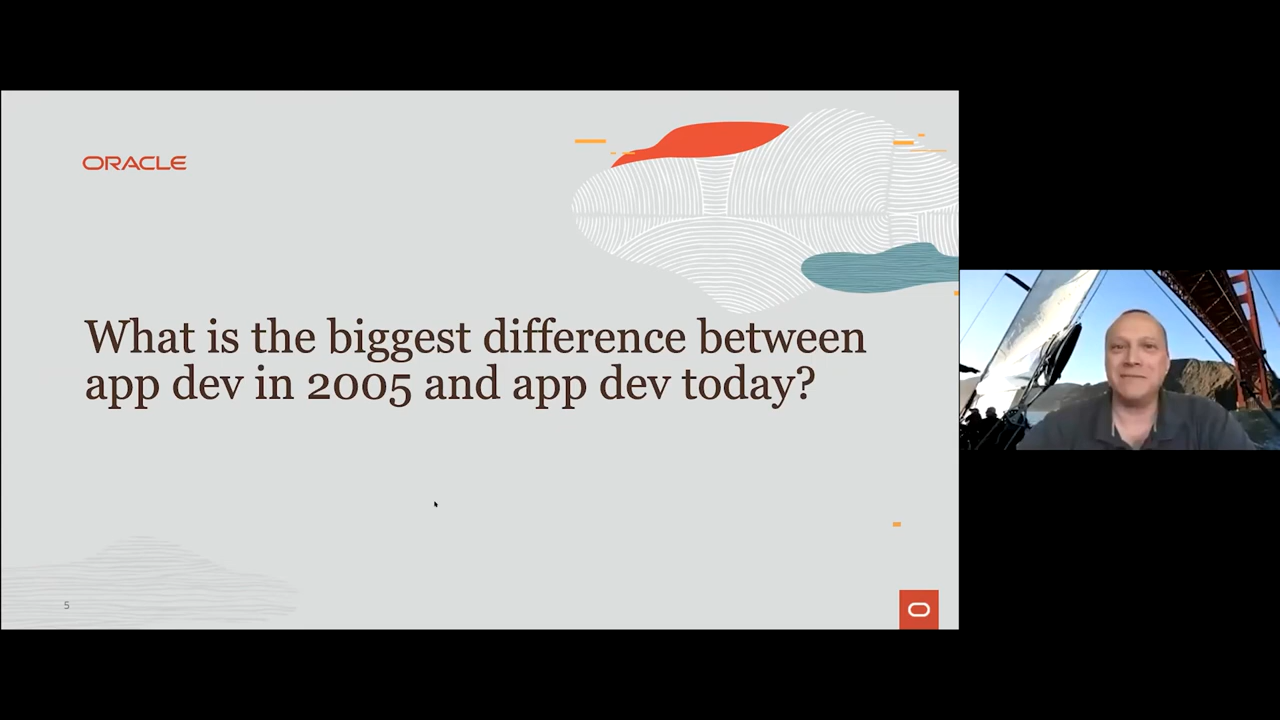 ORACLE
What is the biggest difference between
app dev in 2005 and app dev today?
5